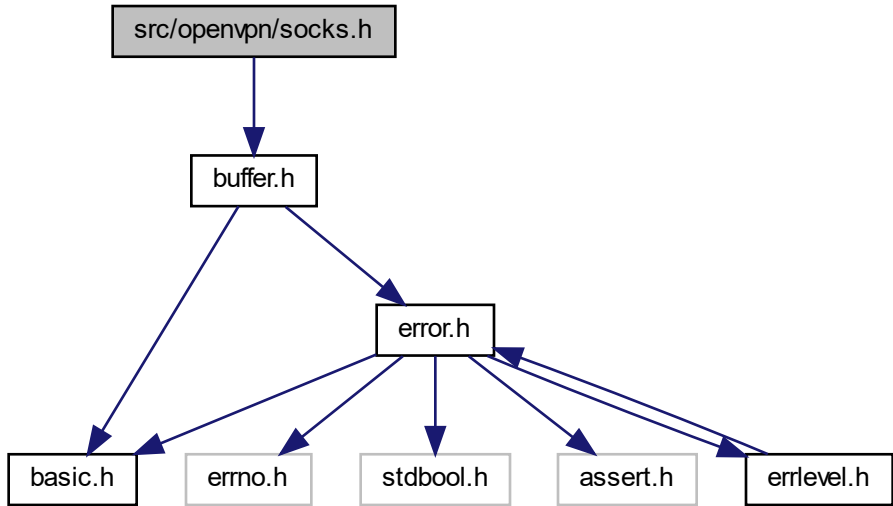 src/openvpn/socks.h
buffer.h
error.h
basic.h
errno.h
stdbool.h
assert.h
errlevel.h